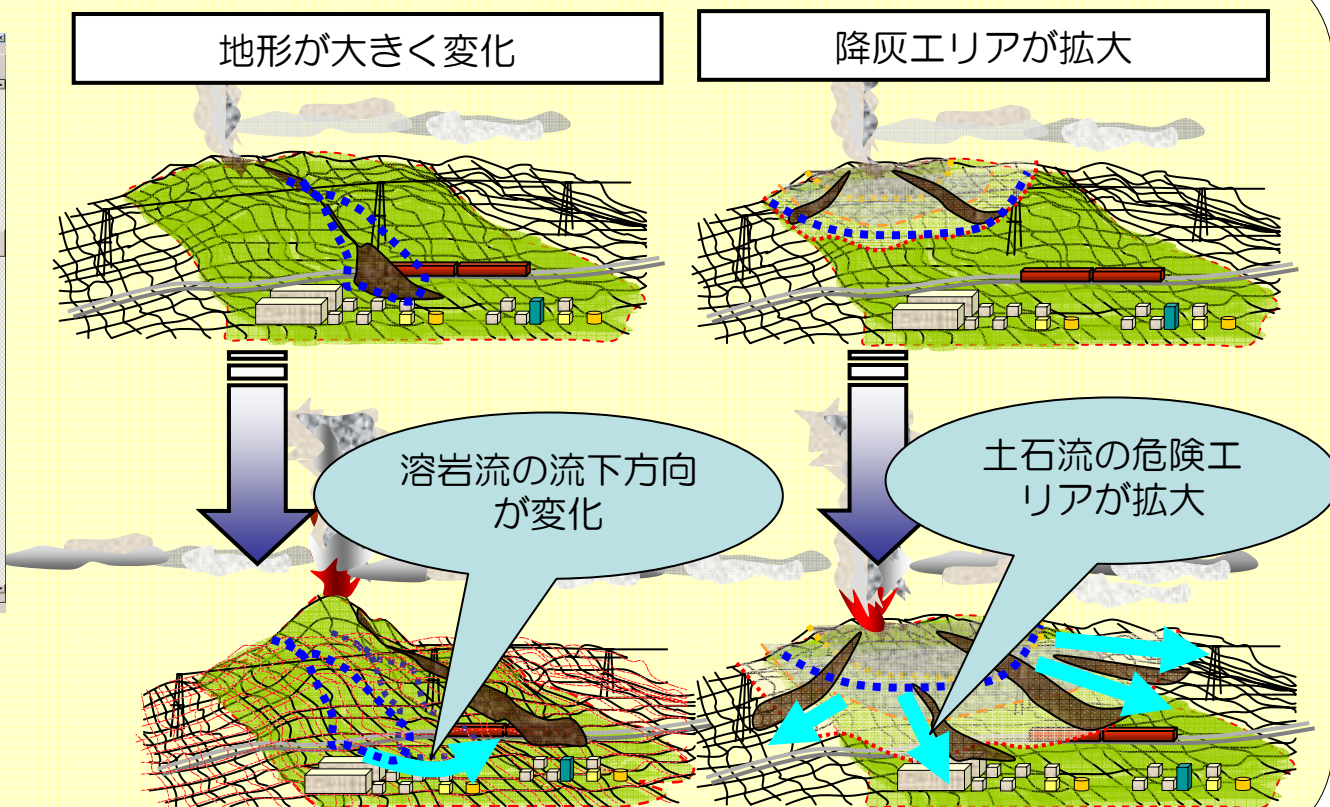 地形が大きく変化
降灰エリアが拡大
溶岩流の流下方向
が変化
土石流の危険エ
リアが拡大